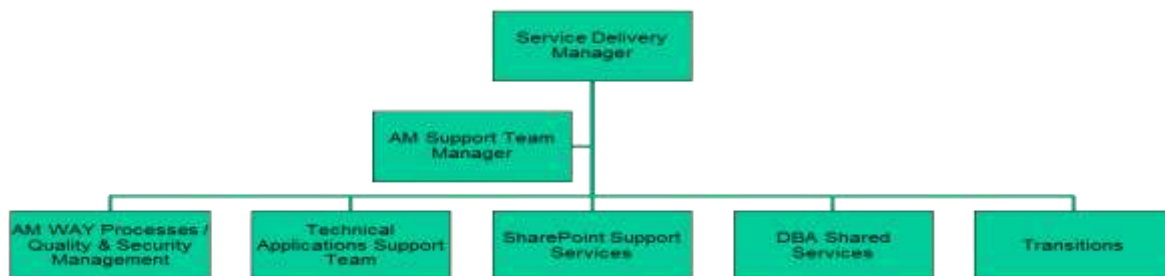 Service Delivery
Manager
AM Support Team
Manager
AM WAY Processes /
Quality & Security
Management
Technical
Applications Support
Team
SharePoint Support
Services
DBA Shared
Services
Transitions